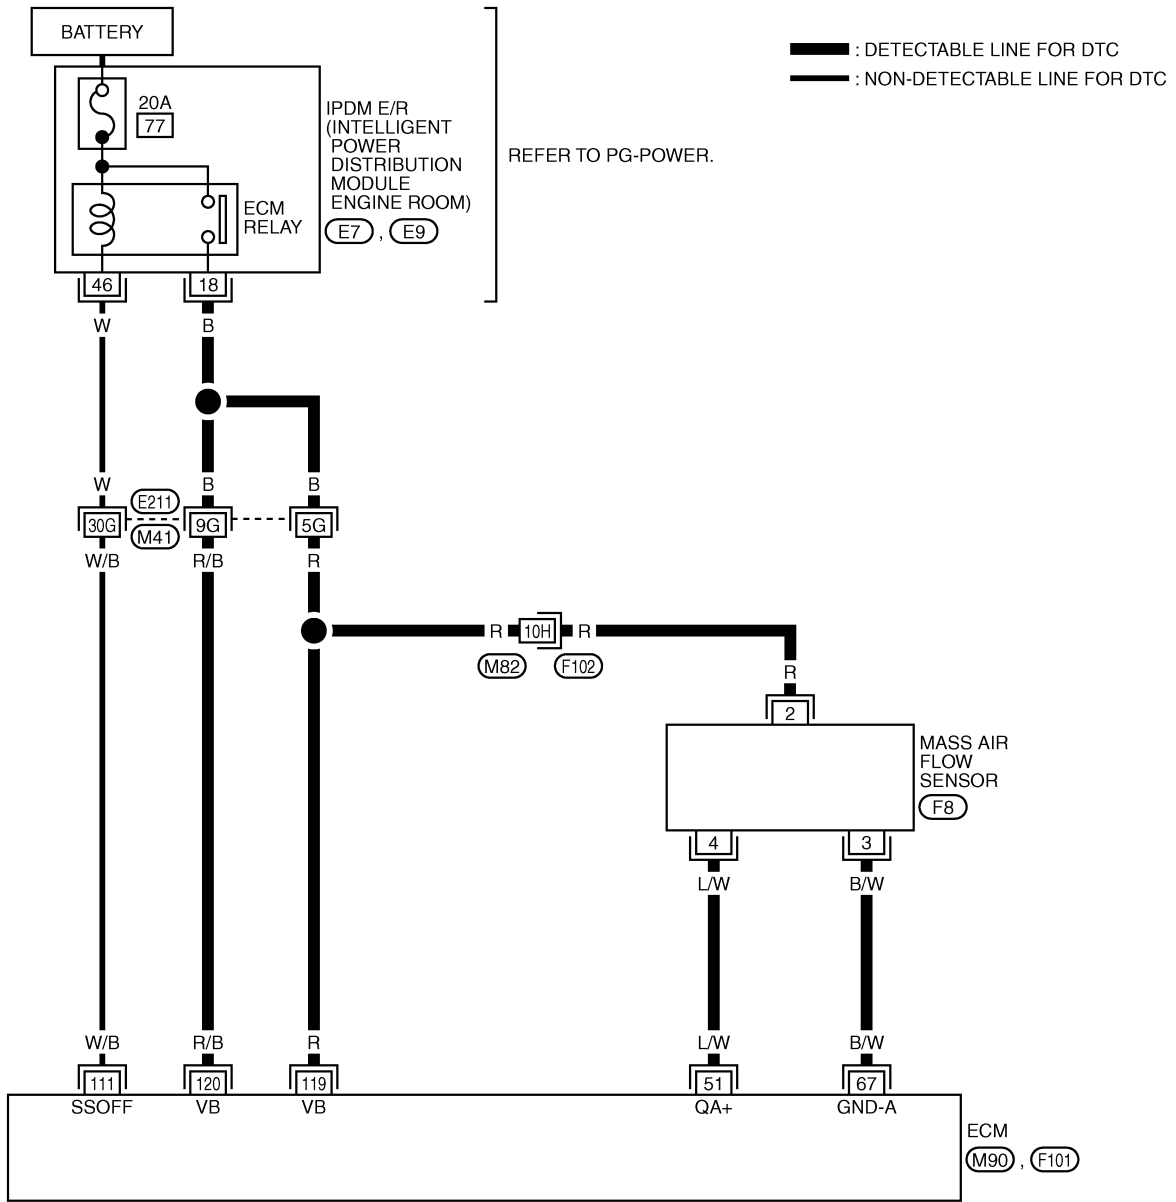 BATTERY
: DETECTABLE LINE FOR DTC
: NON-DETECTABLE LINE FOR DTC
20A
77
IPDM E/R
(INTELLIGENT
POWER
DISTRIBUTION
MODULE
ENGINE ROOM)
E7 , E9
REFER TO PG-POWER.
ECM
RELAY
46 18
W B
W B B
E211
30G 9G 5G
M41
W/B R/B R
R 10H R
M82 F102
R
2
MASS AIR
FLOW
SENSOR
F8
4 3
L/W B/W
W/B R/B R L/W B/W
111 120 119 51 67
SSOFF VB VB QA+ GND-A
ECM
M90 , F101